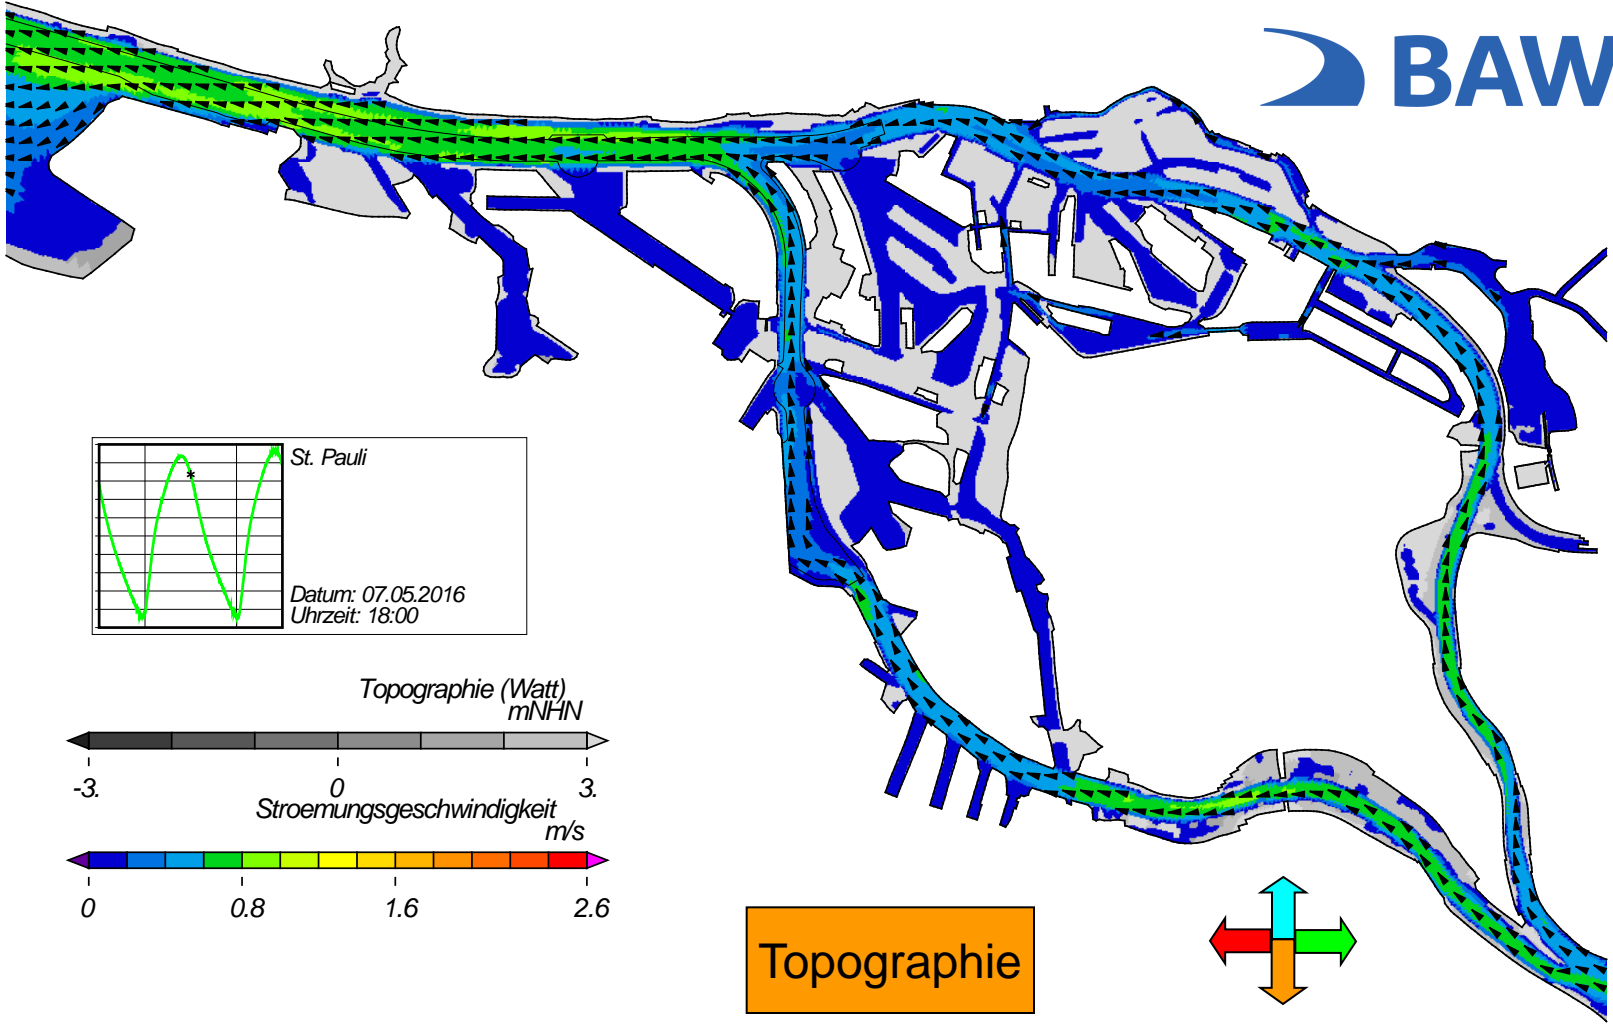 BAW
St. Pauli
Datum: 07.05.2016
Uhrzeit: 18:00
Topographie (Watt)
mNHN
-3. 0 3.
Stroemungsgeschwindigkeit
m/s
0 0.8 1.6 2.6
Topographie